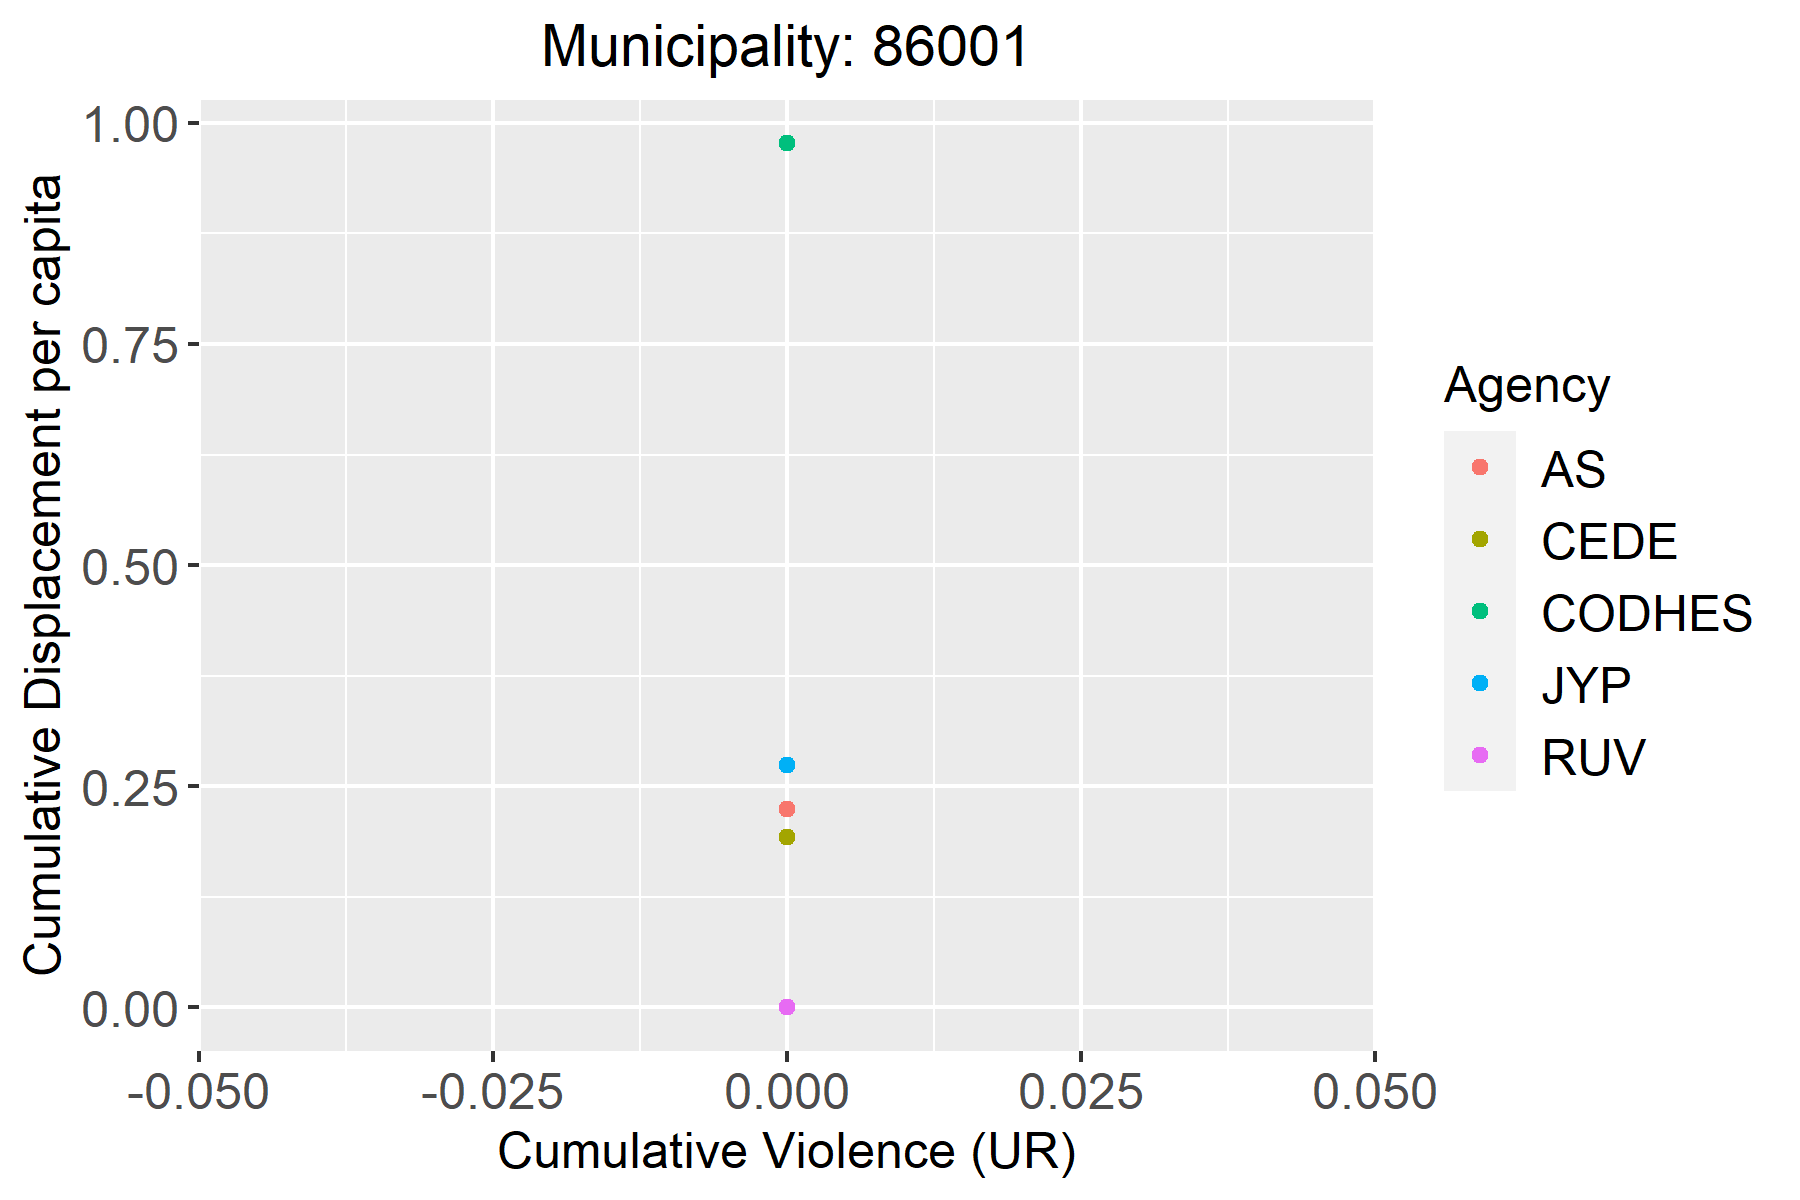 Municipality: 86001
Cumulative Displacement per capita
1.00
0.75
0.50
0.25
0.00
-0.050
-0.025
0.000
0.025
0.050
Cumulative Violence (UR)
Agency
AS
CEDE
CODHES
JYP
RUV